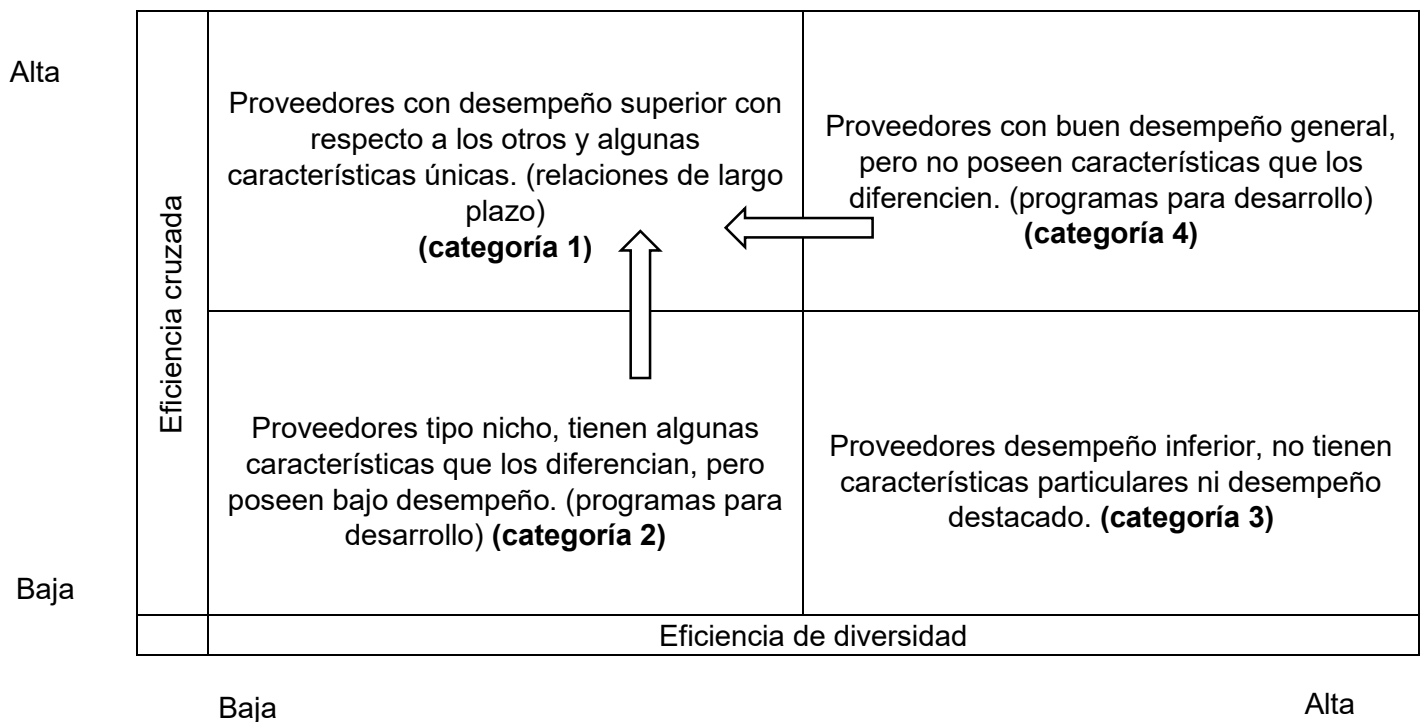 Alta
Eficiencia cruzada
Proveedores con desempeño superior con
respecto a los otros y algunas
características únicas. (relaciones de largo
plazo)
(categoría 1)
Proveedores con buen desempeño general,
pero no poseen características que los
diferencien. (programas para desarrollo)
(categoría 4)
Proveedores tipo nicho, tienen algunas
características que los diferencian, pero
poseen bajo desempeño. (programas para
desarrollo) (categoría 2)
Proveedores desempeño inferior, no tienen
características particulares ni desempeño
destacado. (categoría 3)
Baja
Eficiencia de diversidad
Baja
Alta